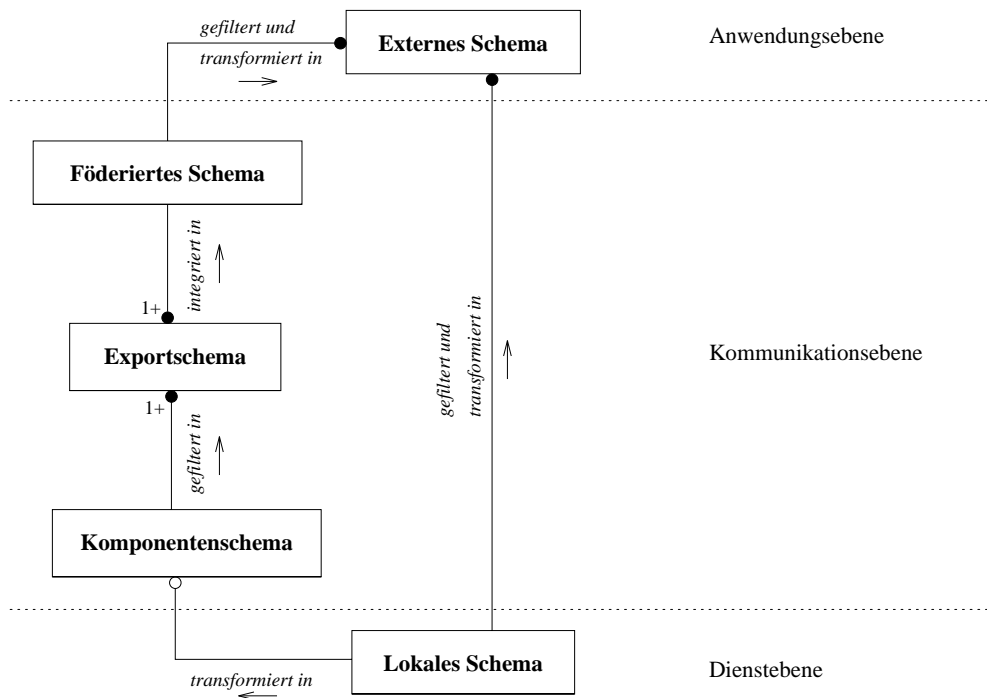 gefiltert und
transformiert in
Externes Schema
Anwendungsebene
Föderiertes Schema
integriert in
1+
Exportschema
1+
gefiltert in
gefiltert und
transformiert in
Kommunikationsebene
Komponentenschema
Lokales Schema
transformiert in
Dienstebene